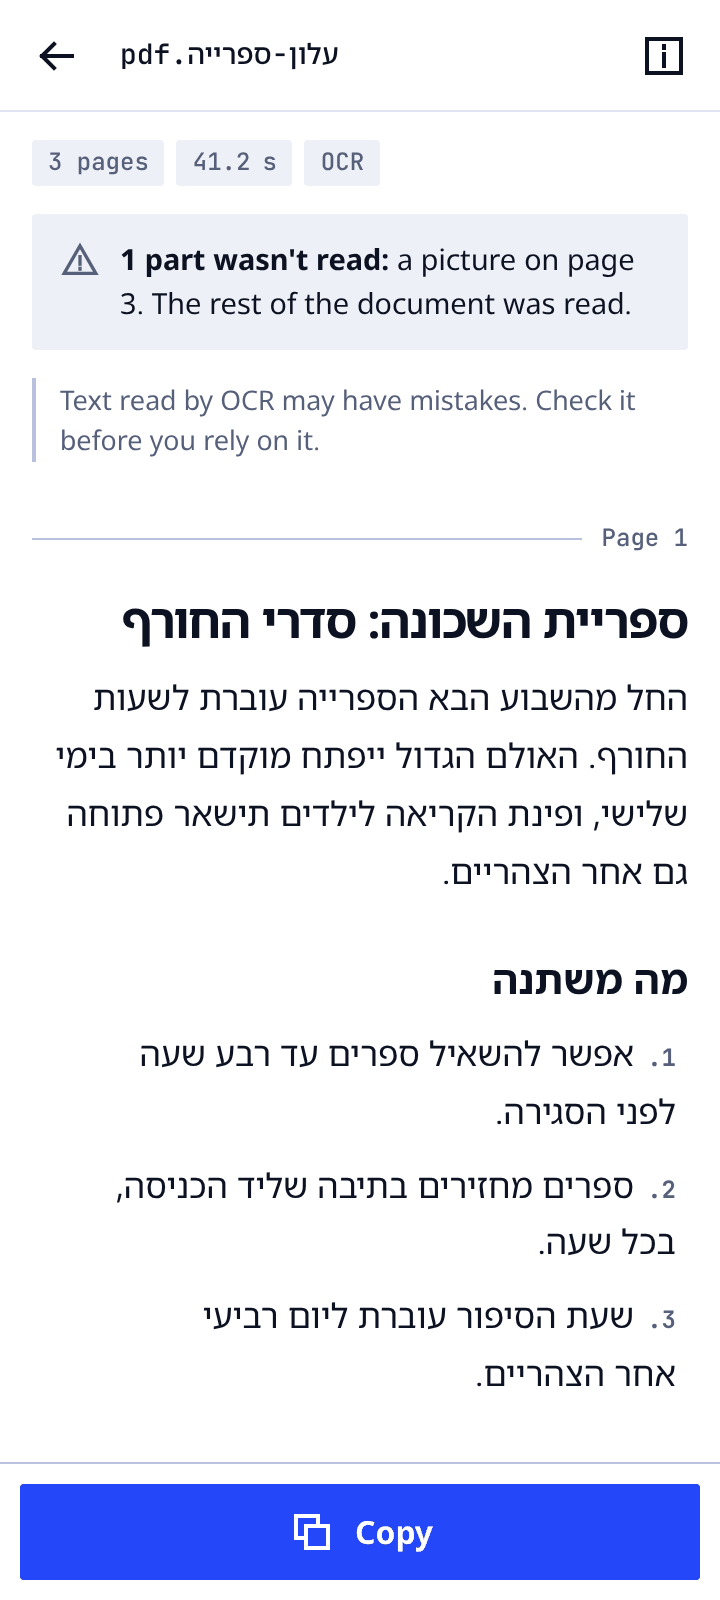 עלון-ספרייה.pdf
3 pages
41.2 s
OCR
1 part wasn't read: a picture on page
3. The rest of the document was read.
Text read by OCR may have mistakes. Check it
before you rely on it.
Page 1
ספריית השכונה: סדרי החורף
החל מהשבוע הבא הספרייה עוברת לשעות
החורף. האולם הגדול ייפתח מוקדם יותר בימי
שלישי, ופינת הקריאה לילדים תישאר פתוחה
גם אחר הצהריים.
מה משתנה
1. אפשר להשאיל ספרים עד רבע שעה
לפני הסגירה.
2. ספרים מחזירים בתיבה שליד הכניסה,
בכל שעה.
3. שעת הסיפור עוברת ליום רביעי
אחר הצהריים.
Copy